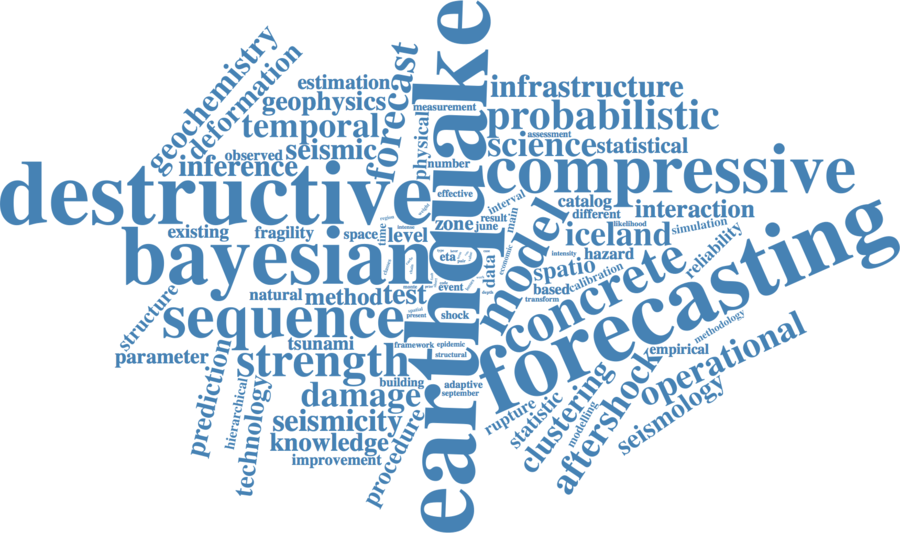 earthquake
forecasting
destructive
bayesian
compressive
sequence
model
concrete
strength
probabilistic
infrastructure
forecast
geochemistry
deformation
estimation
geophysics
temporal
measurement
physical
science
assessment
statistical
observed
seismic
inference
number
effective
interval
catalog
different
interaction
main
result
june
zone
existing
fragility
space
time
level
iceland
likelihood
simulation
reliability
hazard
intensity
economic
data
eta
spatio
calibration
based
transform
event
natural
method
test
structure
present
shock
parameter
tsunami
framework
epidemic
structural
empirical
methodology
operational
prediction
hierarchical
technology
building
adaptive
september
damage
seismicity
knowledge
improvement
procedure
rupture
statistic
clustering
modelling
aftershock
seismology